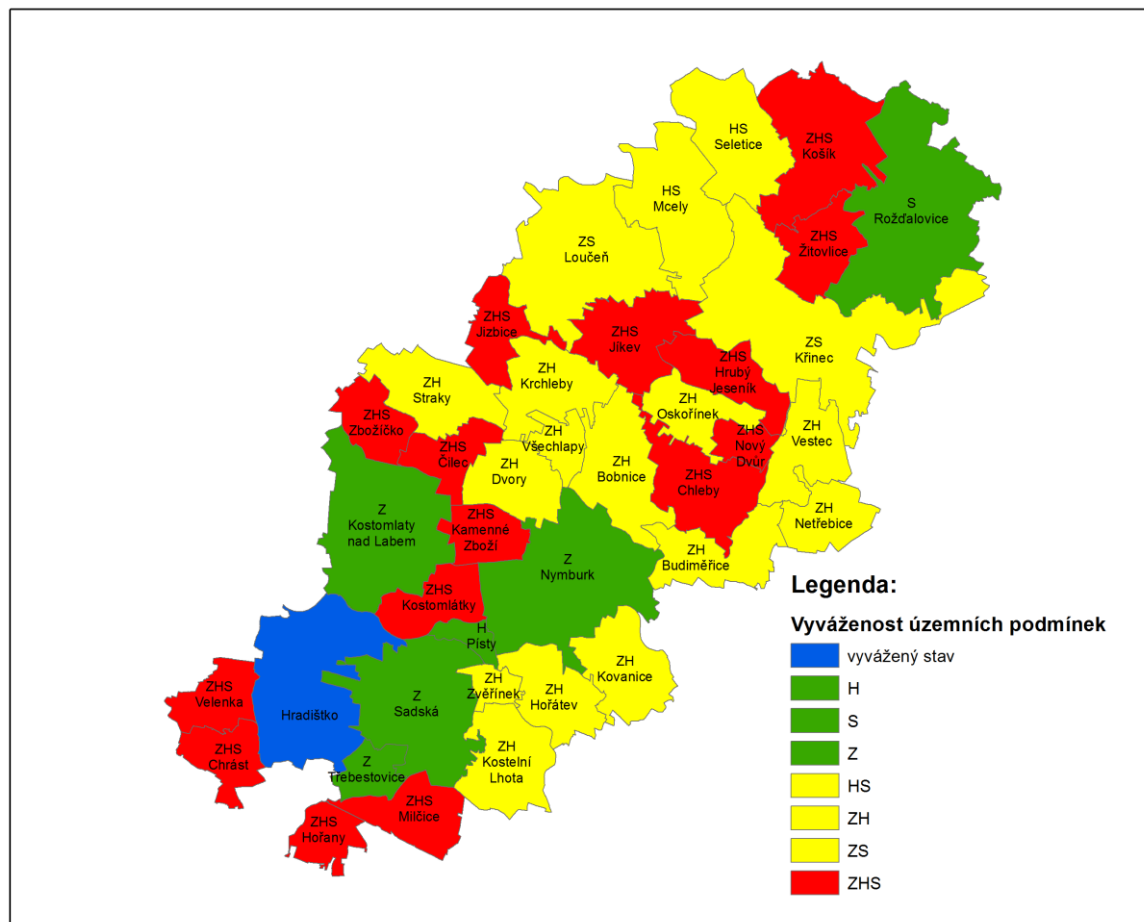 HS
Seletice
ZHS
Košík
HS
Mcely
S
Rožďalovice
ZS
Loučeň
ZHS
Žitovlice
ZHS
Jizbice
ZHS
Jíkev
ZS
Křinec
ZHS
Hrubý
Jeseník
ZH
Krchleby
ZH
Straky
ZH
Oskořínek
ZHS
Zbožíčko
ZH
Všechlapy
ZHS
Nový
Dvůr
ZH
Vestec
ZHS
Čilec
ZH
Dvory
ZH
Bobnice
ZHS
Chleby
Z
Kostomlaty
nad Labem
ZH
Netřebice
ZHS
Kamenné
Zboží
Z
Nymburk
ZH
Budiměřice
ZHS
Kostomlátky
H
Písty
ZH
Kovanice
ZHS
Velenka
Hradištko
Z
Sadská
ZH
Zvěřínek
ZH
Hořátev
ZHS
Chrást
Z
Třebestovice
ZH
Kostelní
Lhota
ZHS
Milčice
ZHS
Hořany
Legenda:
Vyváženost územních podmínek
vyvážený stav
H
S
Z
HS
ZH
ZS
ZHS